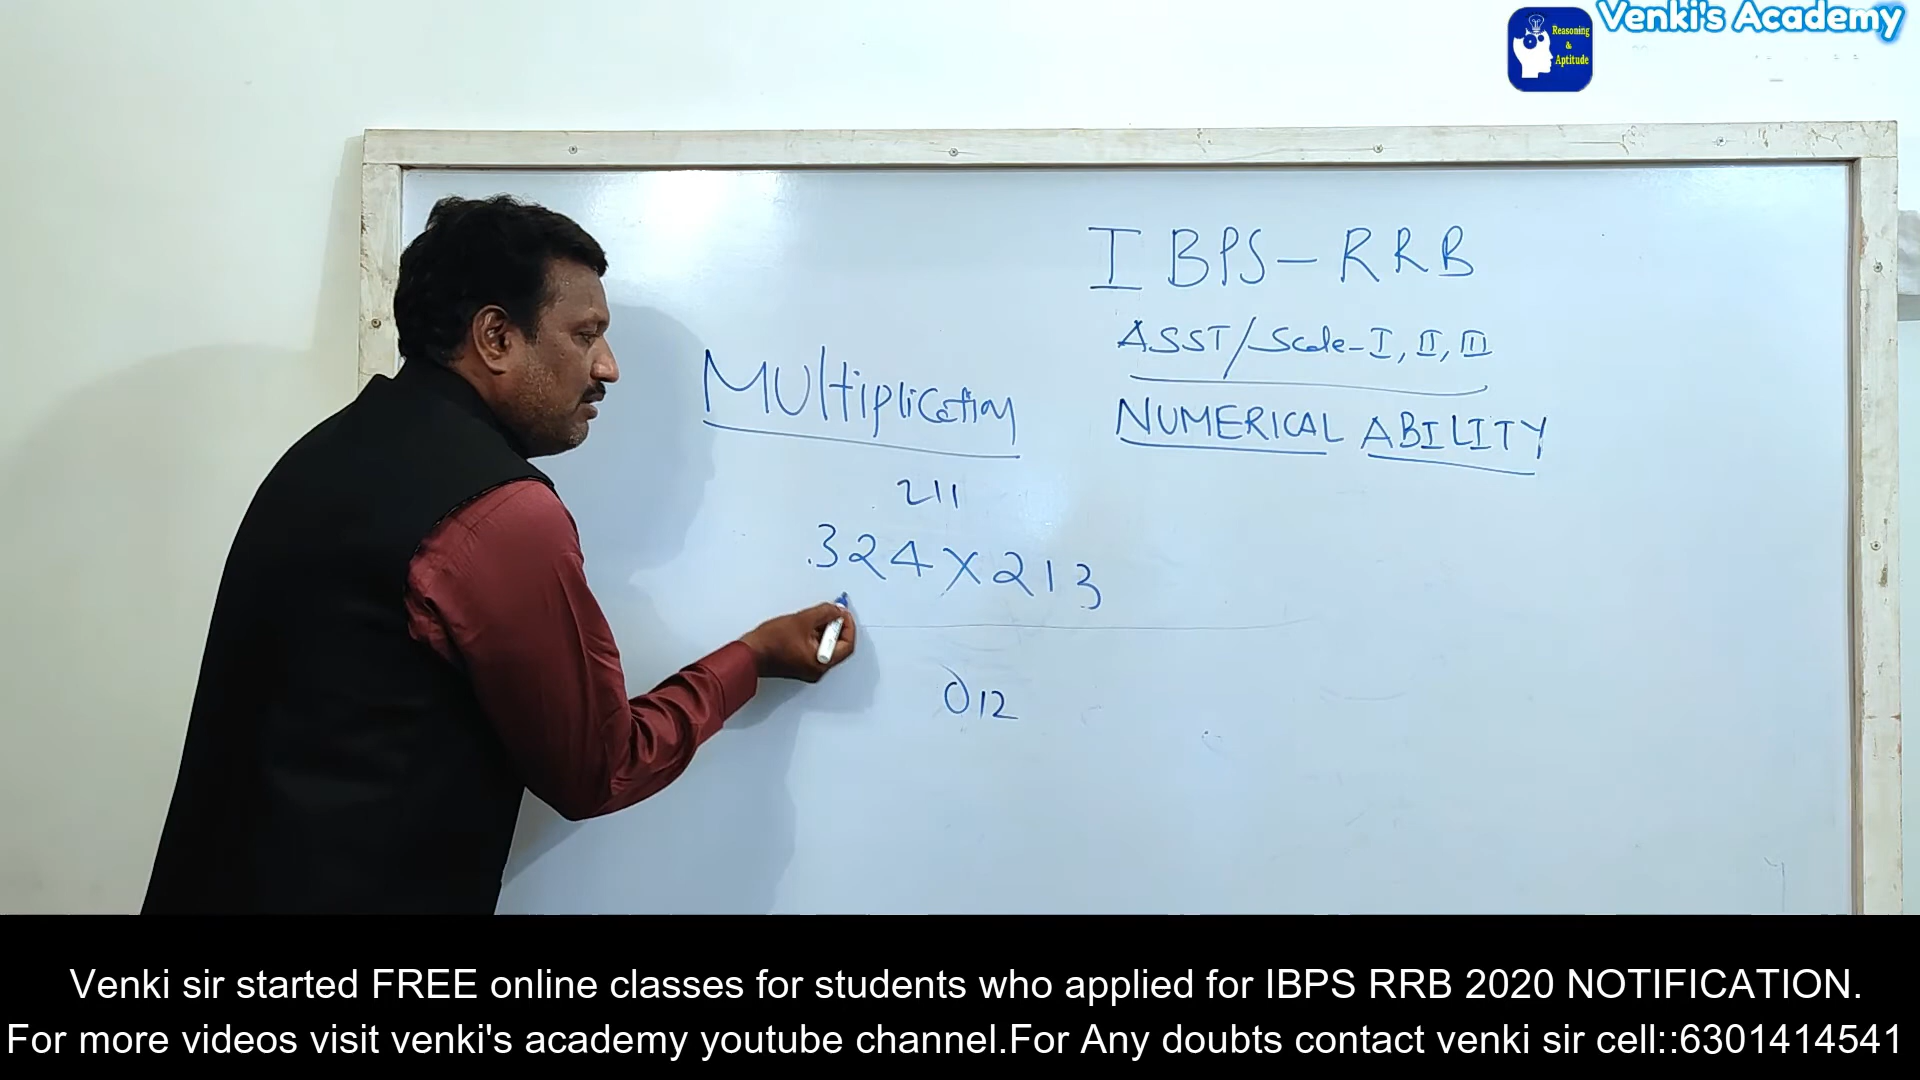 Venki's Academy
Reasoning
&
Aptitude
IBPS-RRB
ASST/Scale-I, II, III
Multiplication
NUMERICAL ABILITY
211
324X213
012
Venki sir started FREE online classes for students who applied for IBPS RRB 2020 NOTIFICATION.
For more videos visit venki's academy youtube channel.For Any doubts contact venki sir cell::6301414541